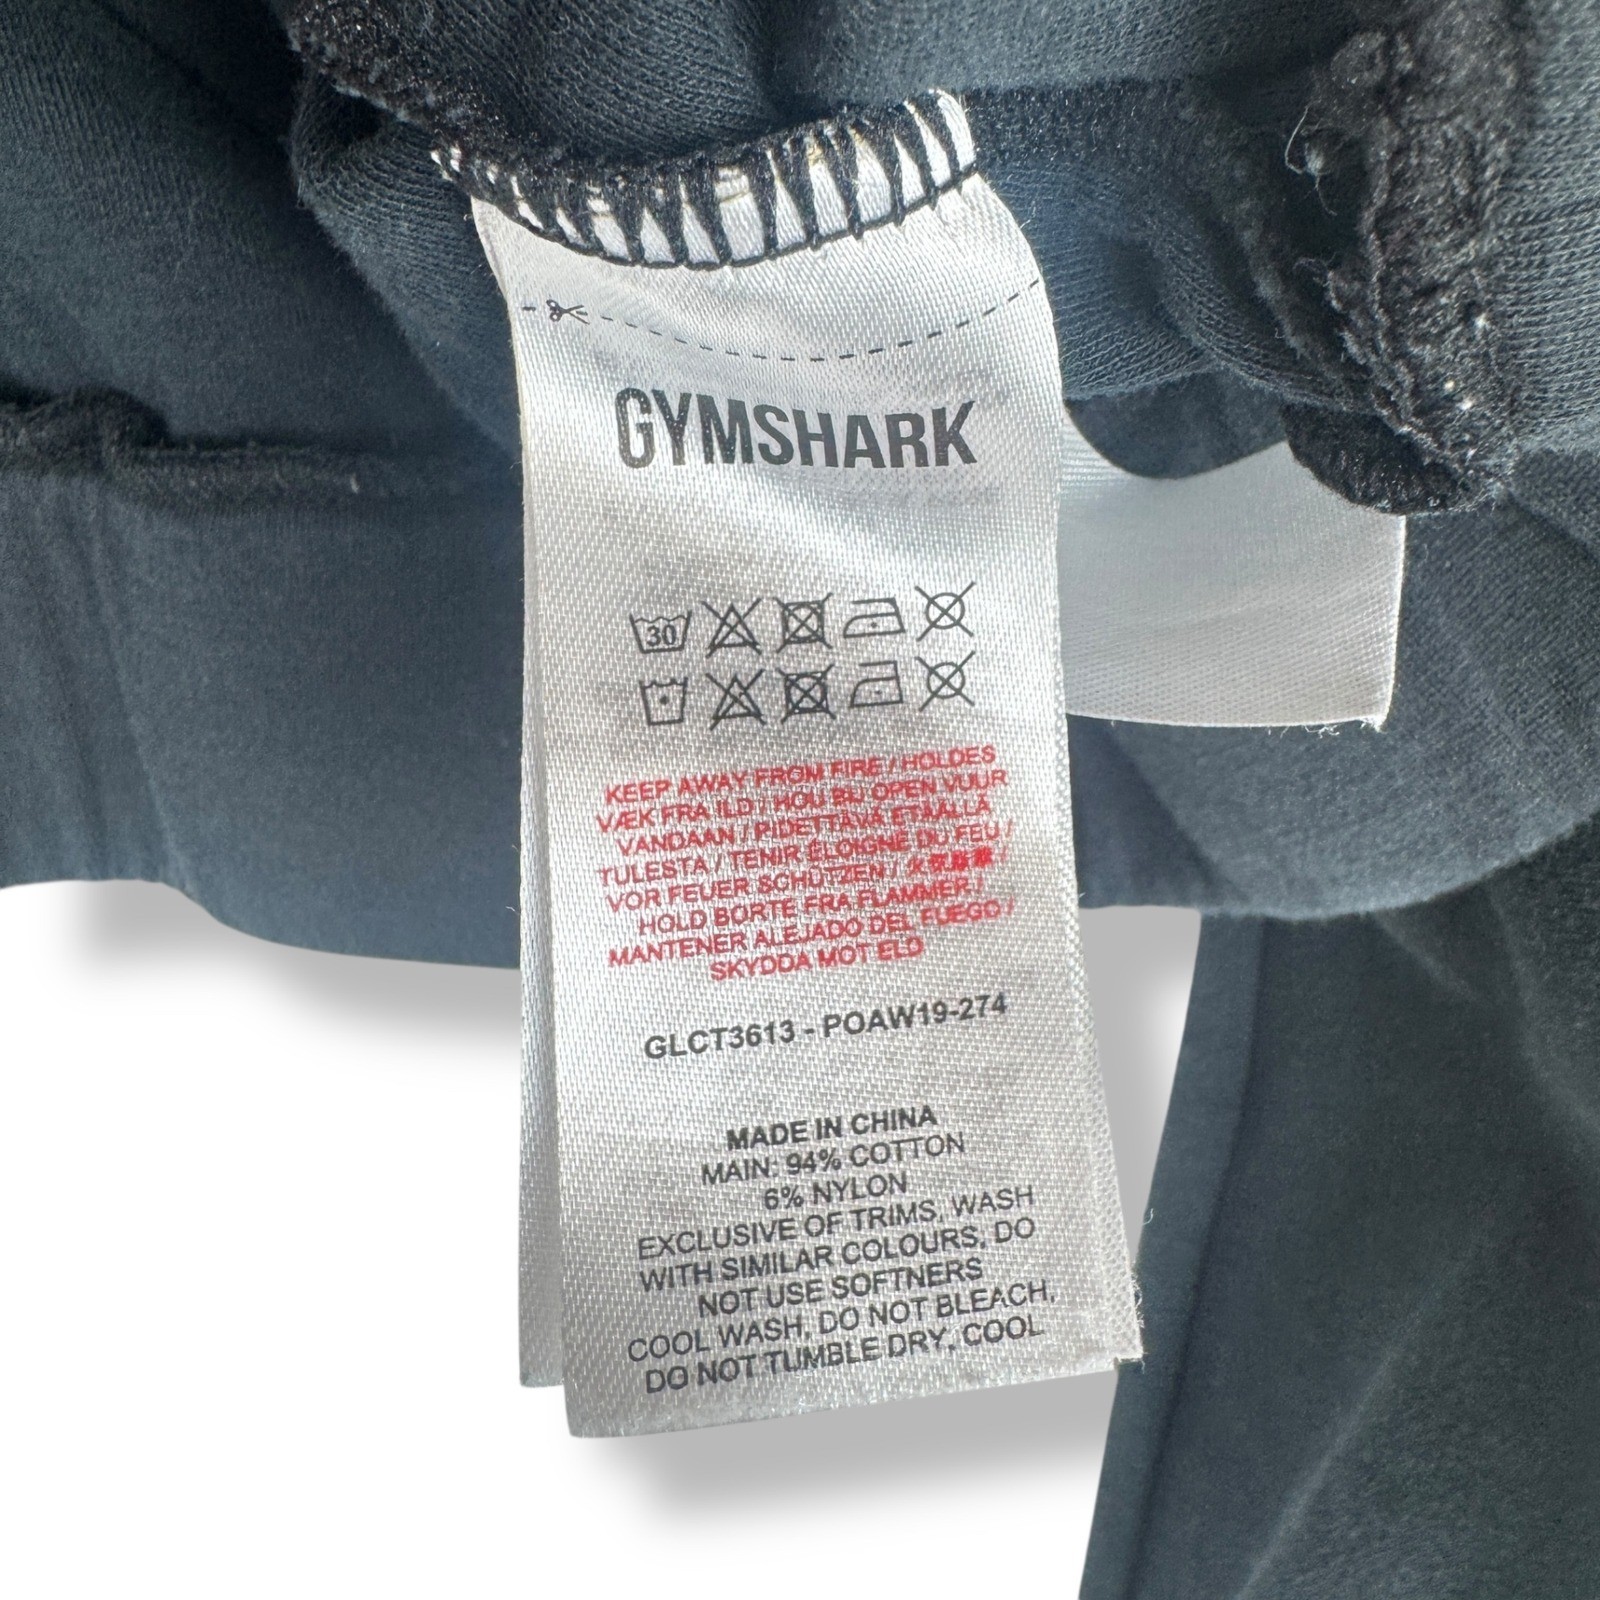 GYMSHARK
30
KEEP AWAY FROM FIRE / HOLDES
VÆK FRA ILD / HOU BIJ OPEN VUUR
VANDAAN / PIDETTÄVÄ ETÄÄLLÄ
TULESTA / TENIR ÉLOIGNÉ DU FEU /
VOR FEUER SCHÜTZEN /
HOLD BORTE FRA FLAMMER /
MANTENER ALEJADO DEL FUEGO /
SKYDDA MOT ELD
GLCT3613 - POAW19-274
MADE IN CHINA
MAIN: 94% COTTON
6% NYLON
EXCLUSIVE OF TRIMS, WASH
WITH SIMILAR COLOURS, DO
NOT USE SOFTNERS
COOL WASH, DO NOT BLEACH,
DO NOT TUMBLE DRY, COOL